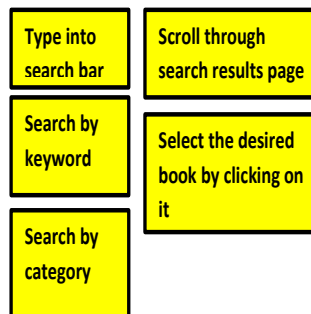 Type into
search bar
Search by
keyword
Search by
category
Scroll through
search results page
Select the desired
book by clicking on
it